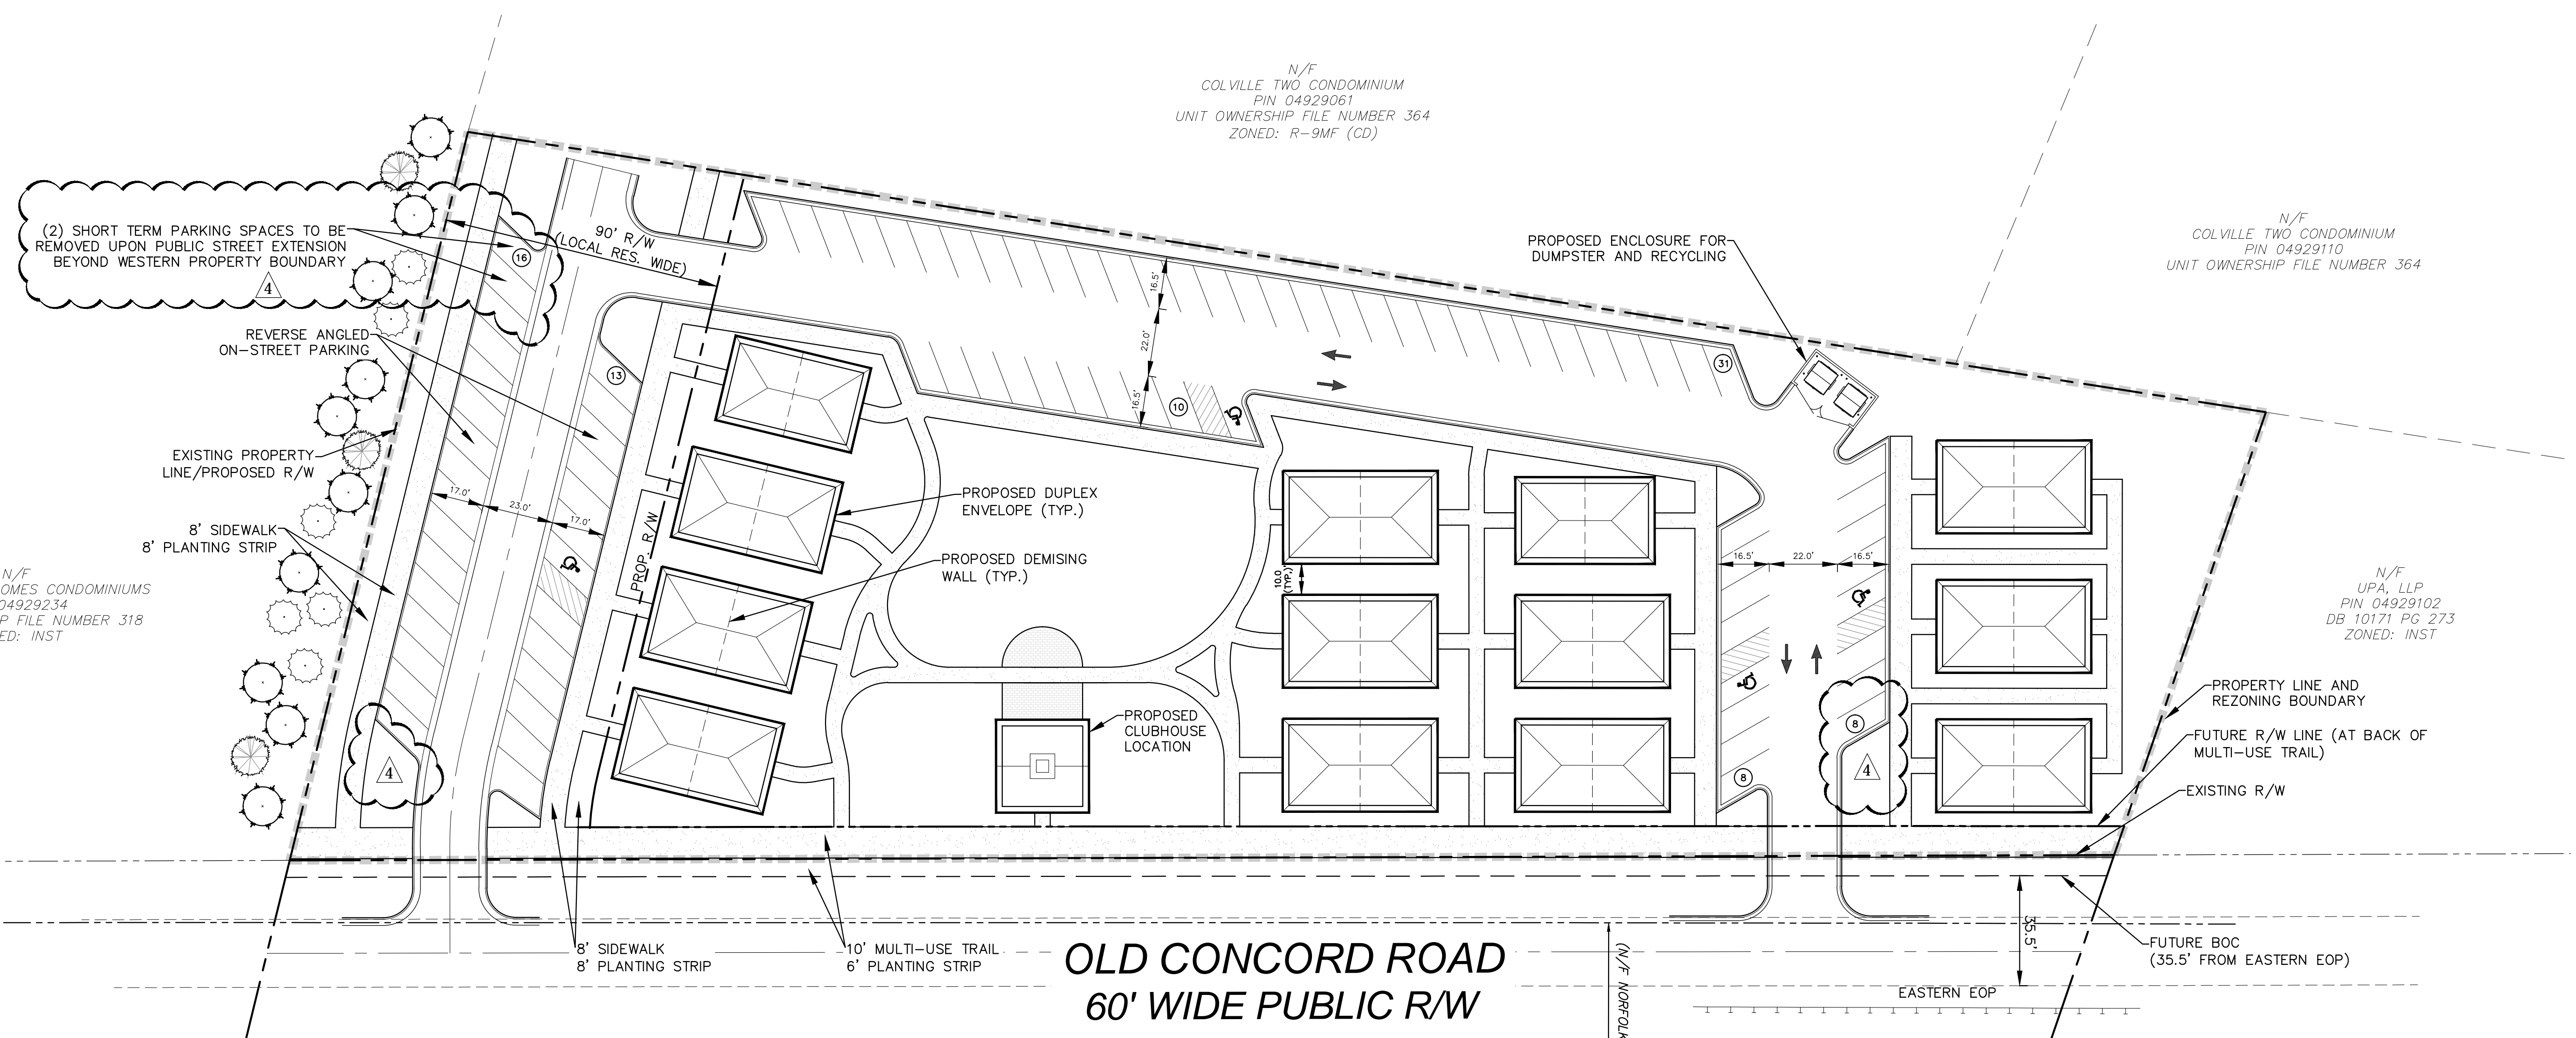 N/F
COLVILLE TWO CONDOMINIUM
PIN 04929061
UNIT OWNERSHIP FILE NUMBER 364
ZONED: R-9MF (CD)
N/F
COLVILLE TWO CONDOMINIUM
PIN 04929110
UNIT OWNERSHIP FILE NUMBER 364
(2) SHORT TERM PARKING SPACES TO BE
REMOVED UPON PUBLIC STREET EXTENSION
BEYOND WESTERN PROPERTY BOUNDARY
4
16
90' R/W
(LOCAL RES. WIDE)
PROPOSED ENCLOSURE FOR
DUMPSTER AND RECYCLING
REVERSE ANGLED
ON-STREET PARKING
13
16.5'
22.0'
16.5'
10
31
EXISTING PROPERTY
LINE/PROPOSED R/W
17.0'
23.0'
17.0'
PROP. R/W
PROPOSED DUPLEX
ENVELOPE (TYP.)
PROPOSED DEMISING
WALL (TYP.)
8' SIDEWALK
8' PLANTING STRIP
N/F
OMES CONDOMINIUMS
04929234
P FILE NUMBER 318
ED: INST
10.0'
(TYP.)
16.5'
22.0'
16.5'
N/F
UPA, LLP
PIN 04929102
DB 10171 PG 273
ZONED: INST
PROPOSED
CLUBHOUSE
LOCATION
8
8
4
4
PROPERTY LINE AND
REZONING BOUNDARY
FUTURE R/W LINE (AT BACK OF
MULTI-USE TRAIL)
EXISTING R/W
8' SIDEWALK
8' PLANTING STRIP
10' MULTI-USE TRAIL
6' PLANTING STRIP
OLD CONCORD ROAD
60' WIDE PUBLIC R/W
(N/F NORFOLK
35.5'
FUTURE BOC
(35.5' FROM EASTERN EOP)
EASTERN EOP